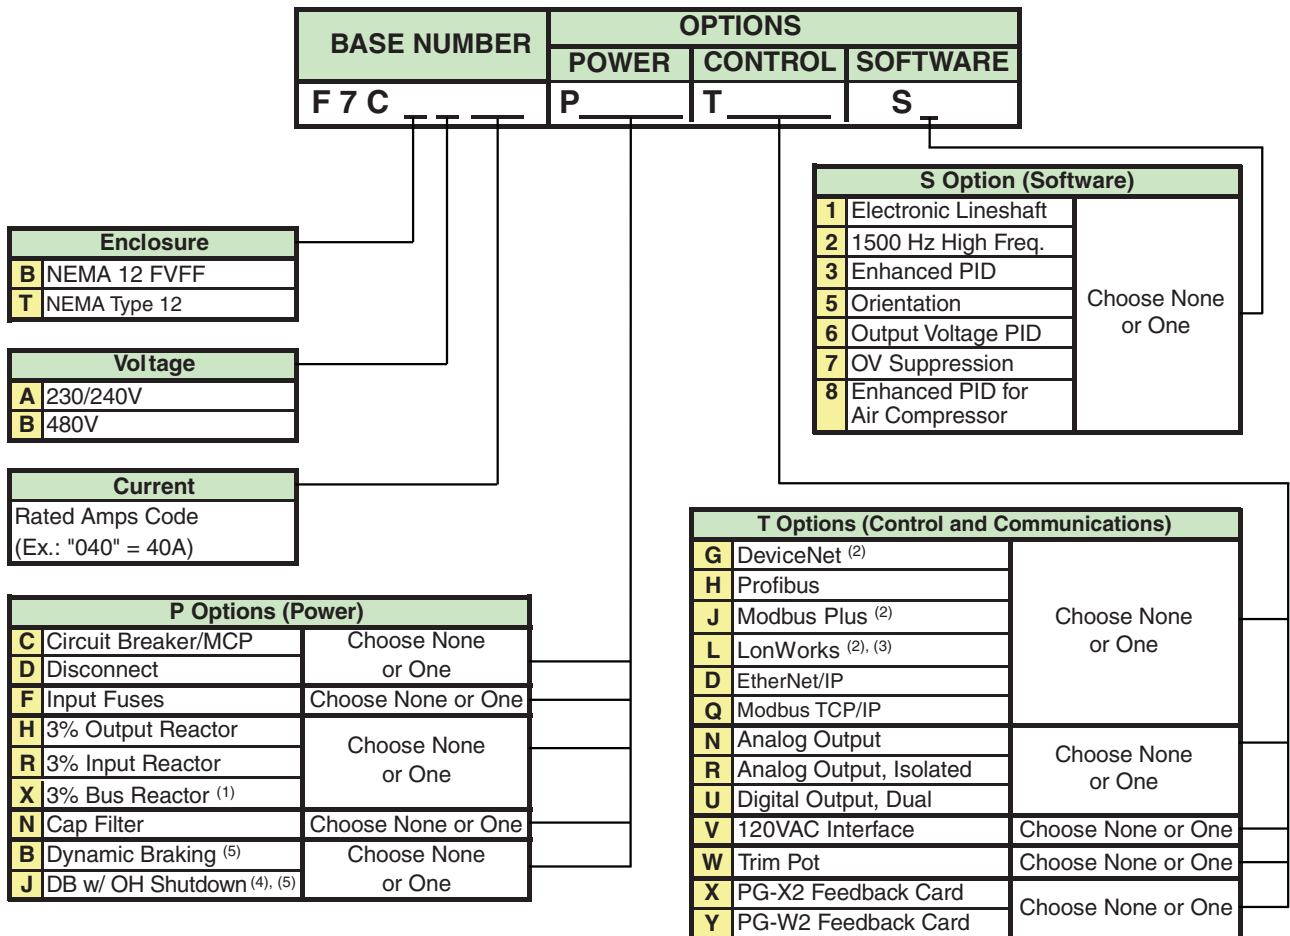 BASE NUMBER
OPTIONS
POWER CONTROL SOFTWARE
F 7 C _ _ __ P______ T______ S _
Enclosure
B NEMA 12 FVFF
T NEMA Type 12
Voltage
A 230/240V
B 480V
Current
Rated Amps Code
(Ex.: "040" = 40A)
P Options (Power)
C Circuit Breaker/MCP
D Disconnect
Choose None
or One
F Input Fuses Choose None or One
H 3% Output Reactor
R 3% Input Reactor
X 3% Bus Reactor (1)
Choose None
or One
N Cap Filter Choose None or One
B Dynamic Braking (5)
J DB w/ OH Shutdown (4), (5)
Choose None
or One
S Option (Software)
1 Electronic Lineshaft
2 1500 Hz High Freq.
3 Enhanced PID
5 Orientation
6 Output Voltage PID
7 OV Suppression
8 Enhanced PID for
Air Compressor
Choose None
or One
T Options (Control and Communications)
G DeviceNet (2)
H Profibus
J Modbus Plus (2)
L LonWorks (2), (3)
D EtherNet/IP
Q Modbus TCP/IP
Choose None
or One
N Analog Output
R Analog Output, Isolated
U Digital Output, Dual
Choose None
or One
V 120VAC Interface Choose None or One
W Trim Pot Choose None or One
X PG-X2 Feedback Card
Y PG-W2 Feedback Card
Choose None or One